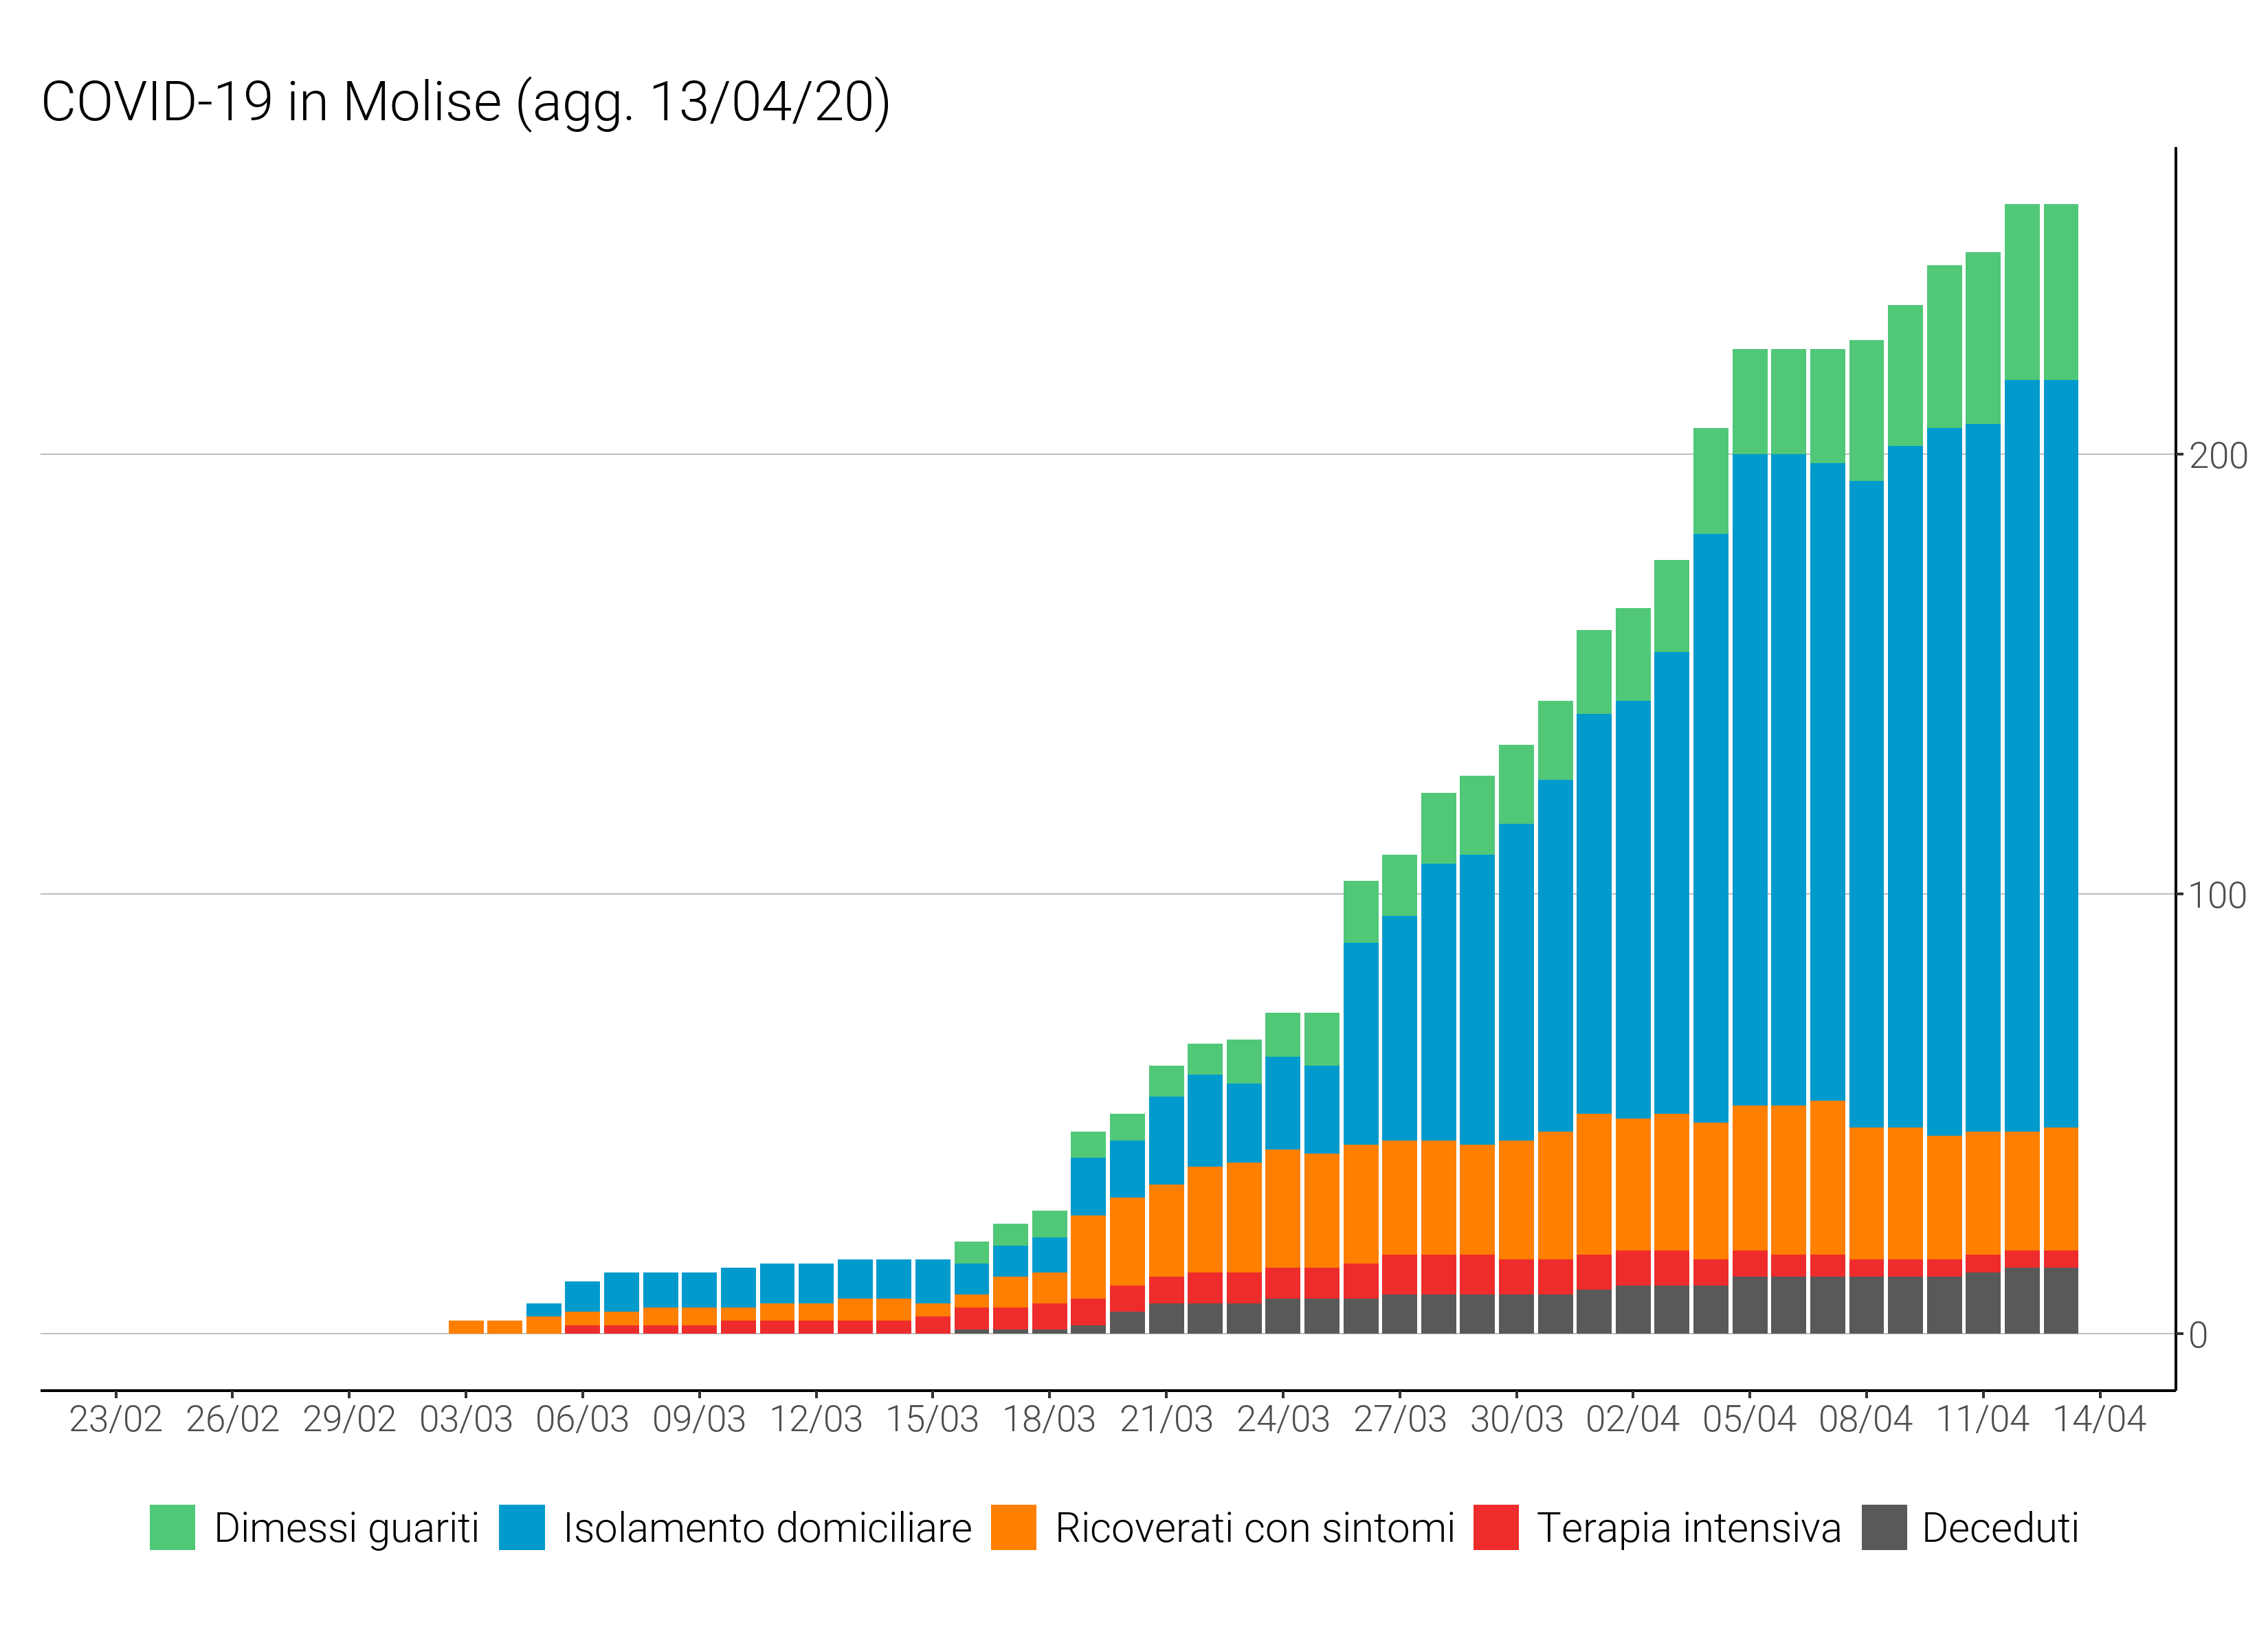 COVID-19 in Molise (agg. 13/04/20)
200
100
0
23/02 26/02 29/02 03/03 06/03 09/03 12/03 15/03 18/03 21/03 24/03 27/03 30/03 02/04 05/04 08/04 11/04 14/04
Dimessi guariti Isolamento domiciliare Ricoverati con sintomi Terapia intensiva Deceduti